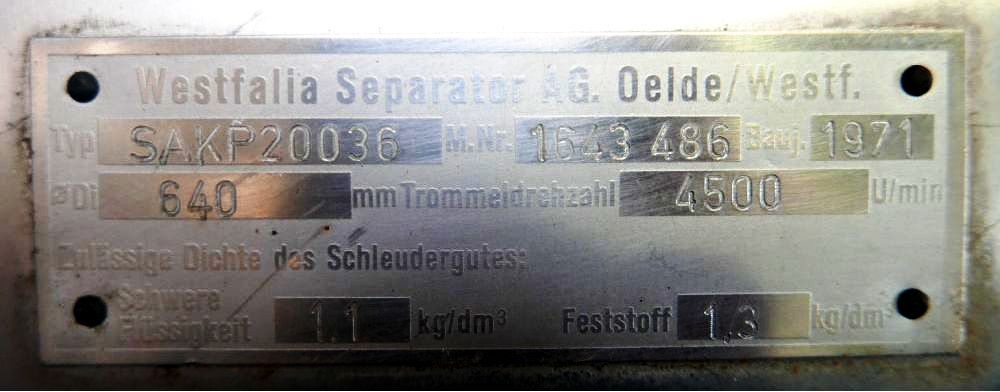 Westfalia Separator AG. Oelde/Westf.
Typ SAKP20036 M.Nr. 1643 486 Bauj. 1971
øDi 640 mm Trommeldrehzahl 4500 U/min
Zulässige Dichte des Schleudergutes:
Schwere Flüssigkeit 1.1 kg/dm³ Feststoff 1,3 kg/dm³